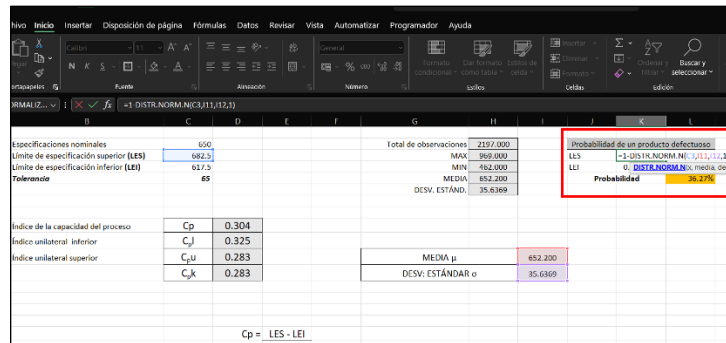 hivo Inicio Insertar Disposición de página Fórmulas Datos Revisar Vista Automatizar Programador Ayuda
Calibri 11 General
N K S
Formato condicional Dar formato como tabla Estilos de celda
Insertar
Eliminar
Formato
Ordenar y filtrar Buscar y seleccionar
ortapapeles Fuente Alineación Número Estilos Celdas Edición
ORMALIZ... fx =1-DISTR.NORM.N(C3,I11,I12,1)
B C D E F G H I J K L
Especificaciones nominales 650 Total de observaciones 2197.000 Probabilidad de un producto defectuoso
Límite de especificación superior (LES) 682.5 MAX 969.000 LES =1-DISTR.NORM.N(C3,I11,I12,1
Límite de especificación inferior (LEI) 617.5 MIN 462.000 LEI 0. DISTR.NORM.N(x, media, de
Tolerancia 65 MEDIA 652.200 Probabilidad 36.27%
DESV. ESTÁND. 35.6369
Índice de la capacidad del proceso Cp 0.304
Índice unilateral inferior Cpl 0.325
Índice unilateral superior Cpu 0.283 MEDIA μ 652.200
Cpk 0.283 DESV: ESTÁNDAR σ 35.6369
Cp = LES - LEI